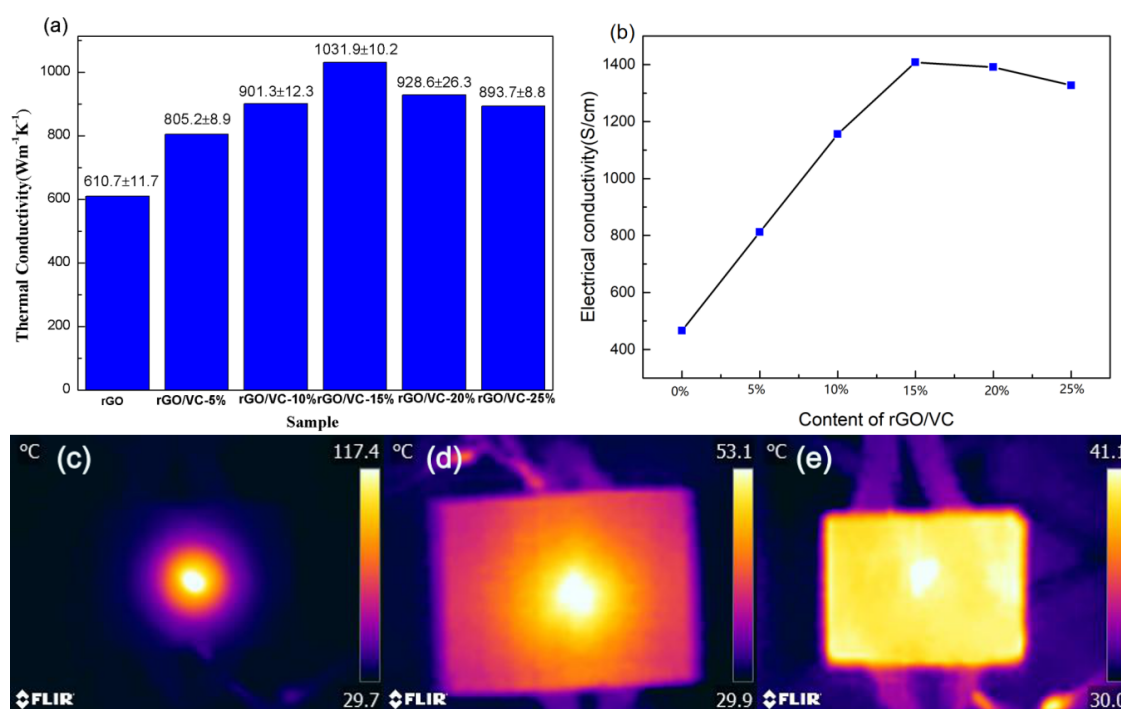 (a)
Thermal Conductivity(Wm⁻¹K⁻¹)
1000
800
600
400
200
0
610.7±11.7
805.2±8.9
901.3±12.3
1031.9±10.2
928.6±26.3
893.7±8.8
rGO rGO/VC-5% rGO/VC-10% rGO/VC-15% rGO/VC-20% rGO/VC-25%
Sample
(b)
Electrical conductivity(S/cm)
1400
1200
1000
800
600
400
0% 5% 10% 15% 20% 25%
Content of rGO/VC
°C (c) 117.4
FLIR 29.7
°C (d) 53.1
FLIR 29.9
°C (e) 41.1
FLIR 30.0